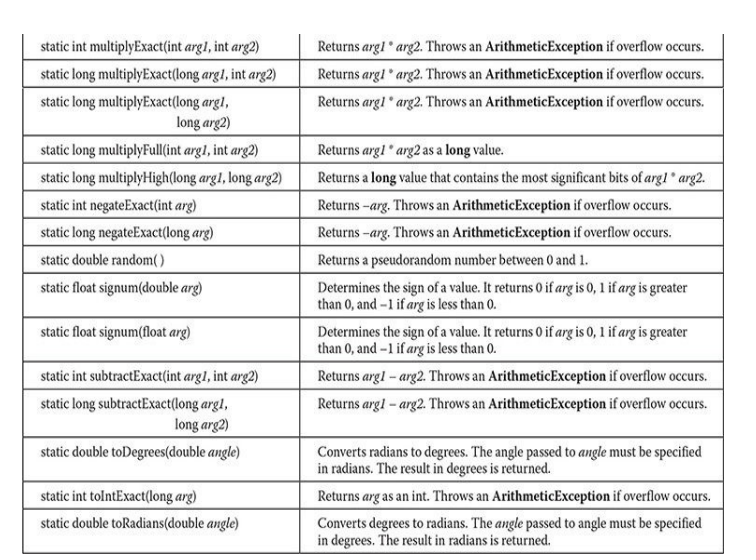 static int multiplyExact(int arg1, int arg2)
Returns arg1 * arg2. Throws an ArithmeticException if overflow occurs.
static long multiplyExact(long arg1, int arg2)
Returns arg1 * arg2. Throws an ArithmeticException if overflow occurs.
static long multiplyExact(long arg1,
long arg2)
Returns arg1 * arg2. Throws an ArithmeticException if overflow occurs.
static long multiplyFull(int arg1, int arg2)
Returns arg1 * arg2 as a long value.
static long multiplyHigh(long arg1, long arg2)
Returns a long value that contains the most significant bits of arg1 * arg2.
static int negateExact(int arg)
Returns –arg. Throws an ArithmeticException if overflow occurs.
static long negateExact(long arg)
Returns –arg. Throws an ArithmeticException if overflow occurs.
static double random( )
Returns a pseudorandom number between 0 and 1.
static float signum(double arg)
Determines the sign of a value. It returns 0 if arg is 0, 1 if arg is greater
than 0, and –1 if arg is less than 0.
static float signum(float arg)
Determines the sign of a value. It returns 0 if arg is 0, 1 if arg is greater
than 0, and –1 if arg is less than 0.
static int subtractExact(int arg1, int arg2)
Returns arg1 – arg2. Throws an ArithmeticException if overflow occurs.
static long subtractExact(long arg1,
long arg2)
Returns arg1 – arg2. Throws an ArithmeticException if overflow occurs.
static double toDegrees(double angle)
Converts radians to degrees. The angle passed to angle must be specified
in radians. The result in degrees is returned.
static int toIntExact(long arg)
Returns arg as an int. Throws an ArithmeticException if overflow occurs.
static double toRadians(double angle)
Converts degrees to radians. The angle passed to angle must be specified
in degrees. The result in radians is returned.